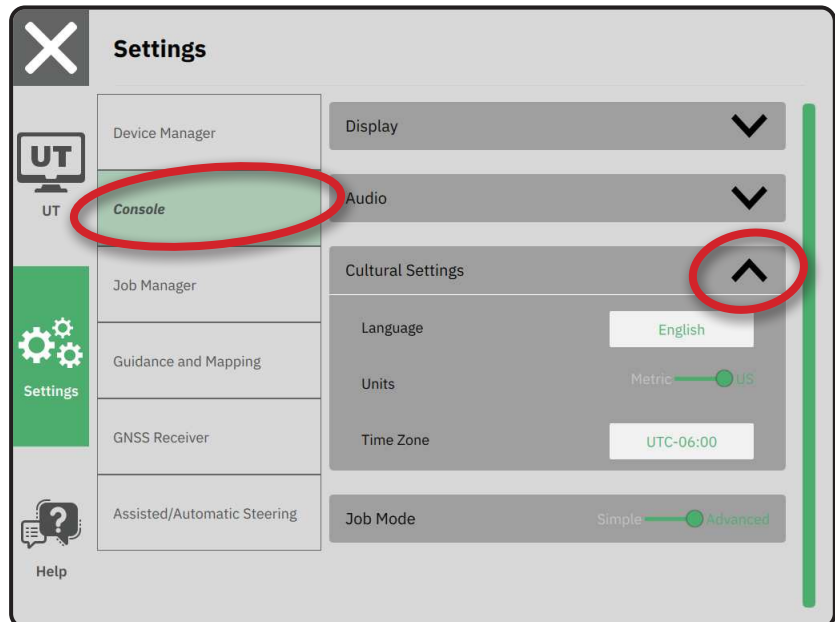 Settings
UT
UT
Settings
Help
Device Manager
Console
Job Manager
Guidance and Mapping
GNSS Receiver
Assisted/Automatic Steering
Display
Audio
Cultural Settings
Language English
Units Metric US
Time Zone UTC-06:00
Job Mode Simple Advanced